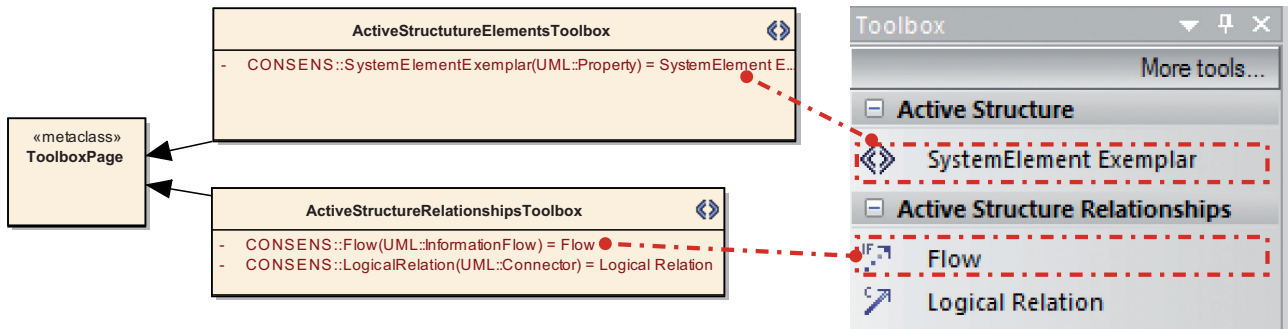 ActiveStructutureElementsToolbox
- CONSENS::SystemElementExemplar(UML::Property) = SystemElement E...
«metaclass»
ToolboxPage
ActiveStructureRelationshipsToolbox
- CONSENS::Flow(UML::InformationFlow) = Flow
- CONSENS::LogicalRelation(UML::Connector) = Logical Relation
Toolbox
More tools...
Active Structure
SystemElement Exemplar
Active Structure Relationships
IF Flow
C Logical Relation